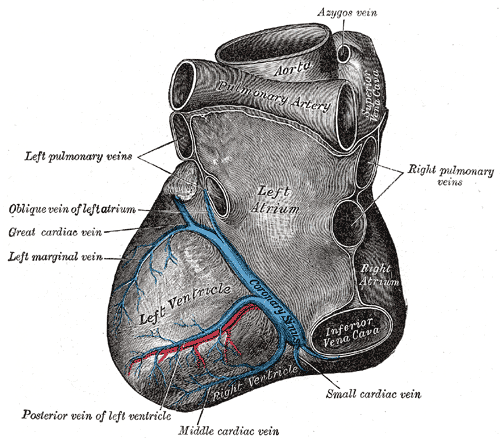 Azygos vein
Aorta
Pulmonary Artery
Superior
Vena Cava
Left pulmonary veins
Right pulmonary
veins
Left
Atrium
Oblique vein of left atrium
Great cardiac vein
Left marginal vein
Right
Atrium
Coronary Sinus
Left Ventricle
Inferior
Vena Cava
Right Ventricle
Small cardiac vein
Posterior vein of left ventricle
Middle cardiac vein